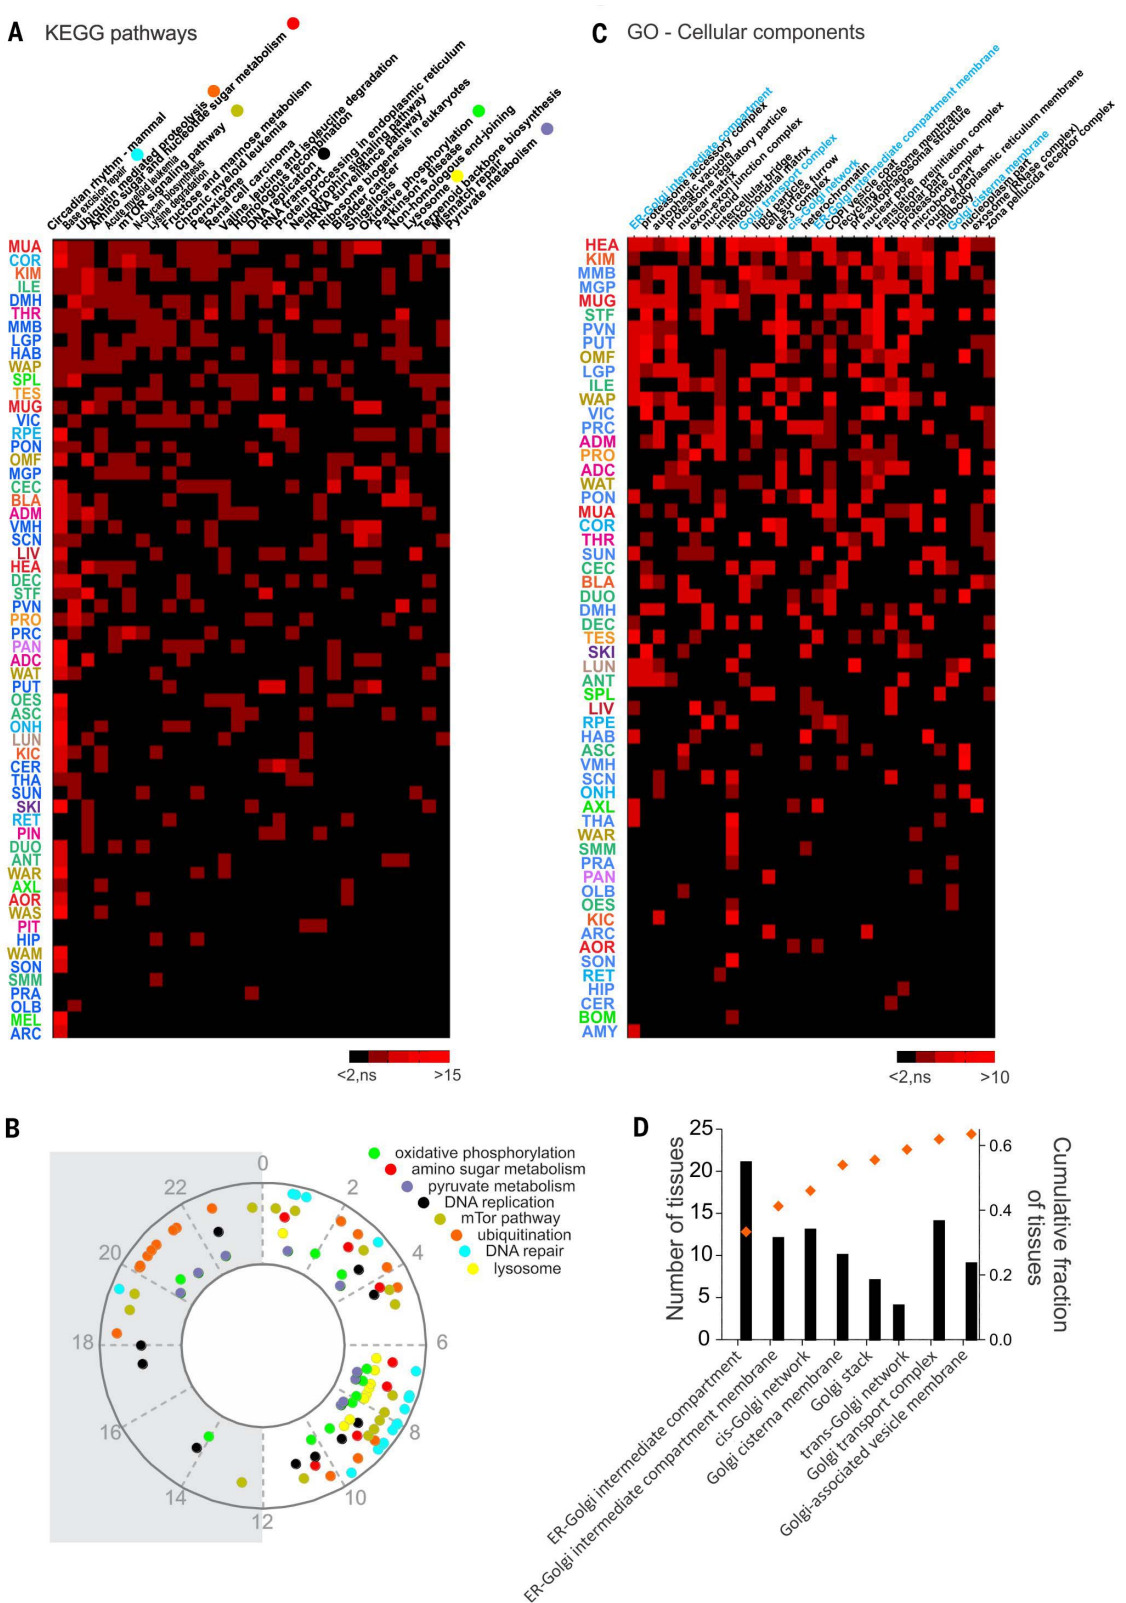 A KEGG pathways
Circadian rhythm - mammal
Base excision repair
Ubiquitin mediated proteolysis
Amino sugar and nucleotide sugar metabolism
Acute myeloid leukemia
mTOR signaling pathway
N-Glycan biosynthesis
Lysine degradation
Fructose and mannose metabolism
Chronic myeloid leukemia
Peroxisome
Renal cell carcinoma
Valine, leucine and isoleucine degradation
Homologous recombination
DNA replication
RNA transport
Protein processing in endoplasmic reticulum
Neurotrophin signaling pathway
mRNA surveillance pathway
Ribosome biogenesis in eukaryotes
Bladder cancer
Shigellosis
Oxidative phosphorylation
Parkinson's disease
Non-homologous end-joining
Lysosome
Terpenoid backbone biosynthesis
Mismatch repair
Pyruvate metabolism
MUA
COR
KIM
ILE
DMH
THR
MMB
LGP
HAB
WAP
SPL
TES
MUG
VIC
RPE
PON
OMF
MGP
CEC
BLA
ADM
VMH
SCN
LIV
HEA
DEC
STF
PVN
PRO
PRC
PAN
ADC
WAT
PUT
OES
ASC
ONH
LUN
KIC
CER
THA
SUN
SKI
RET
PIN
DUO
ANT
WAR
AXL
AOR
WAS
PIT
HIP
WAM
SON
SMM
PRA
OLB
MEL
ARC
<2,ns >15
C GO - Cellular components
ER-Golgi intermediate compartment
proteasome accessory complex
autophagic vacuole
proteasome regulatory particle
nuclear matrix
exon-exon junction complex
intercellular bridge
mitochondrial matrix
Golgi transport complex
lipid particle
cleavage furrow
eIF3 complex
cis-Golgi network
heterochromatin
ER-Golgi intermediate compartment membrane
COPI vesicle coat
nuclear pore
transcription preinitiation complex
microbody part
nucleolar part
Golgi cisterna membrane
exosome (RNase complex)
zona pellucida receptor complex
HEA
KIM
MMB
MGP
MUG
STF
PVN
PUT
OMF
LGP
ILE
WAP
VIC
PRC
ADM
PRO
ADC
WAT
PON
MUA
COR
THR
SUN
CEC
BLA
DUO
DMH
DEC
TES
SKI
LUN
ANT
SPL
LIV
RPE
HAB
ASC
VMH
SCN
ONH
AXL
THA
WAR
SMM
PRA
PAN
OLB
OES
KIC
ARC
AOR
SON
RET
HIP
CER
BOM
AMY
<2,ns >10
B
0
2
4
6
8
10
12
14
16
18
20
22
oxidative phosphorylation
amino sugar metabolism
pyruvate metabolism
DNA replication
mTor pathway
ubiquitination
DNA repair
lysosome
D
Number of tissues
25
20
15
10
5
0
0.6
0.4
0.2
0.0
Cumulative fraction
of tissues
ER-Golgi intermediate compartment
ER-Golgi intermediate compartment membrane
cis-Golgi network
Golgi cisterna membrane
Golgi stack
trans-Golgi network
Golgi transport complex
Golgi-associated vesicle membrane